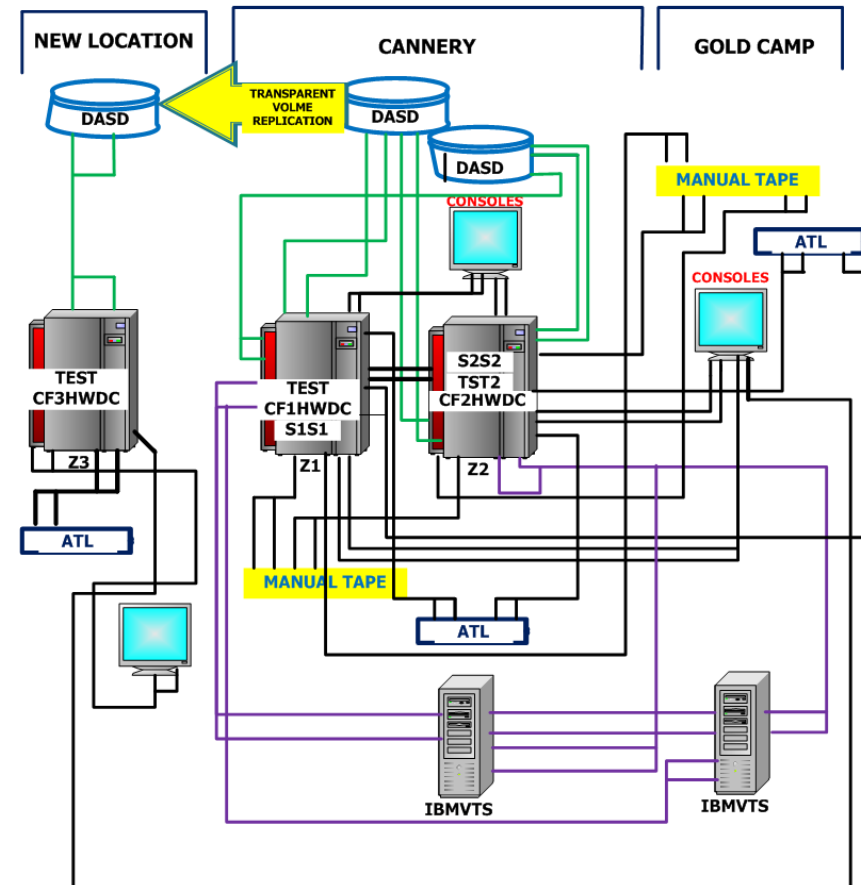 NEW LOCATION
CANNERY
GOLD CAMP
DASD
TRANSPARENT
VOLME
REPLICATION
DASD
DASD
MANUAL TAPE
CONSOLES
ATL
CONSOLES
TEST
CF3HWDC
Z3
TEST
CF1HWDC
S1S1
Z1
S2S2
TST2
CF2HWDC
Z2
ATL
MANUAL TAPE
ATL
IBMVTS
IBMVTS